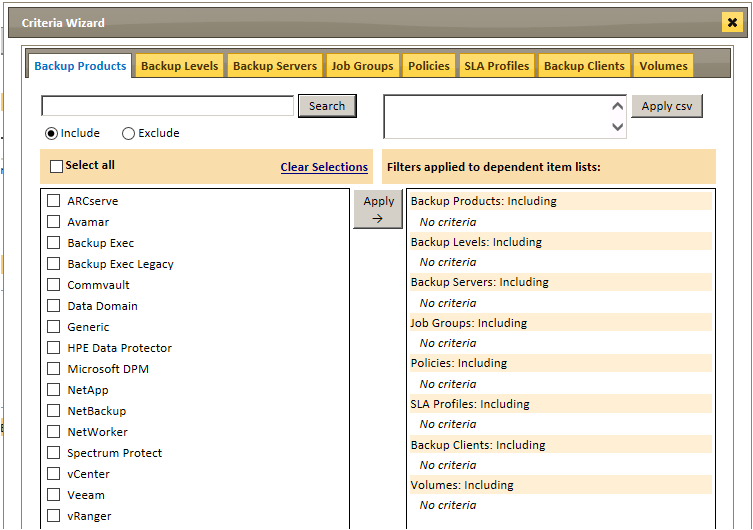 Criteria Wizard
Backup Products Backup Levels Backup Servers Job Groups Policies SLA Profiles Backup Clients Volumes
Search
Apply csv
Include Exclude
Select all
Clear Selections
Filters applied to dependent item lists:
ARCserve
Avamar
Backup Exec
Backup Exec Legacy
Commvault
Data Domain
Generic
HPE Data Protector
Microsoft DPM
NetApp
NetBackup
NetWorker
Spectrum Protect
vCenter
Veeam
vRanger
Apply
→
Backup Products: Including
No criteria
Backup Levels: Including
No criteria
Backup Servers: Including
No criteria
Job Groups: Including
No criteria
Policies: Including
No criteria
SLA Profiles: Including
No criteria
Backup Clients: Including
No criteria
Volumes: Including
No criteria